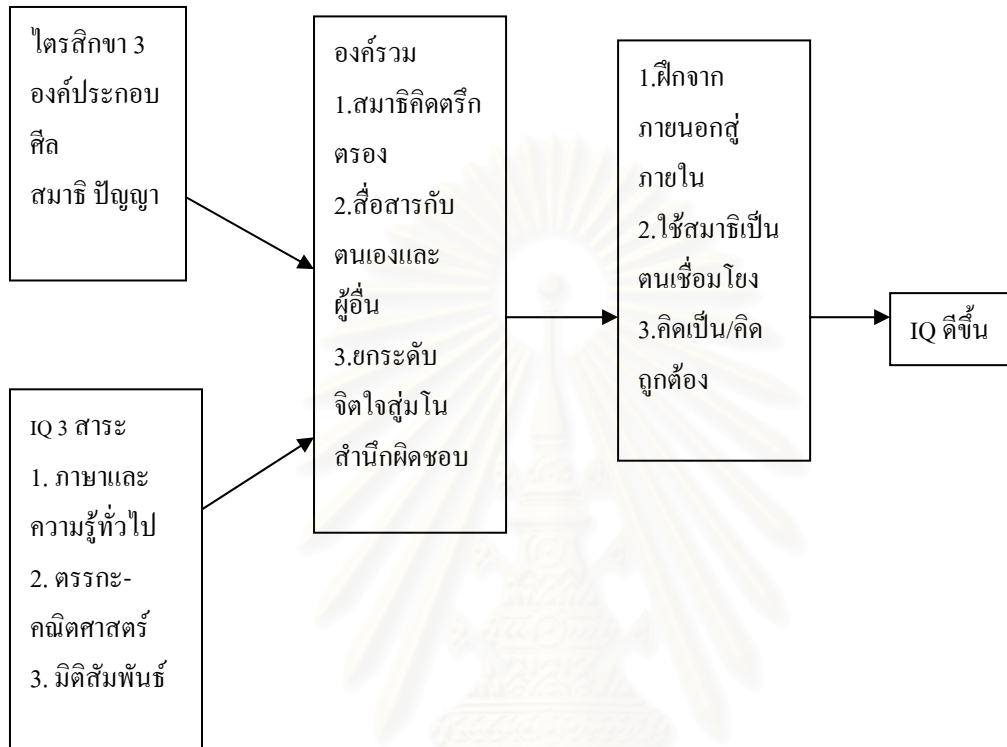 ไตรสิกขา 3
องค์ประกอบ
ศีล
สมาธิ ปัญญา
IQ 3 สาระ
1. ภาษาและ
ความรู้ทั่วไป
2. ตรรกะ-
คณิตศาสตร์
3. มิติสัมพันธ์
องค์รวม
1.สมาธิคิดตรึก
ตรอง
2.สื่อสารกับ
ตนเองและ
ผู้อื่น
3.ยกระดับ
จิตใจสู่มโน
สำนึกผิดชอบ
1.ฝึกจาก
ภายนอกสู่
ภายใน
2.ใช้สมาธิเป็น
ตนเชื่อมโยง
3.คิดเป็น/คิด
ถูกต้อง
IQ ดีขึ้น